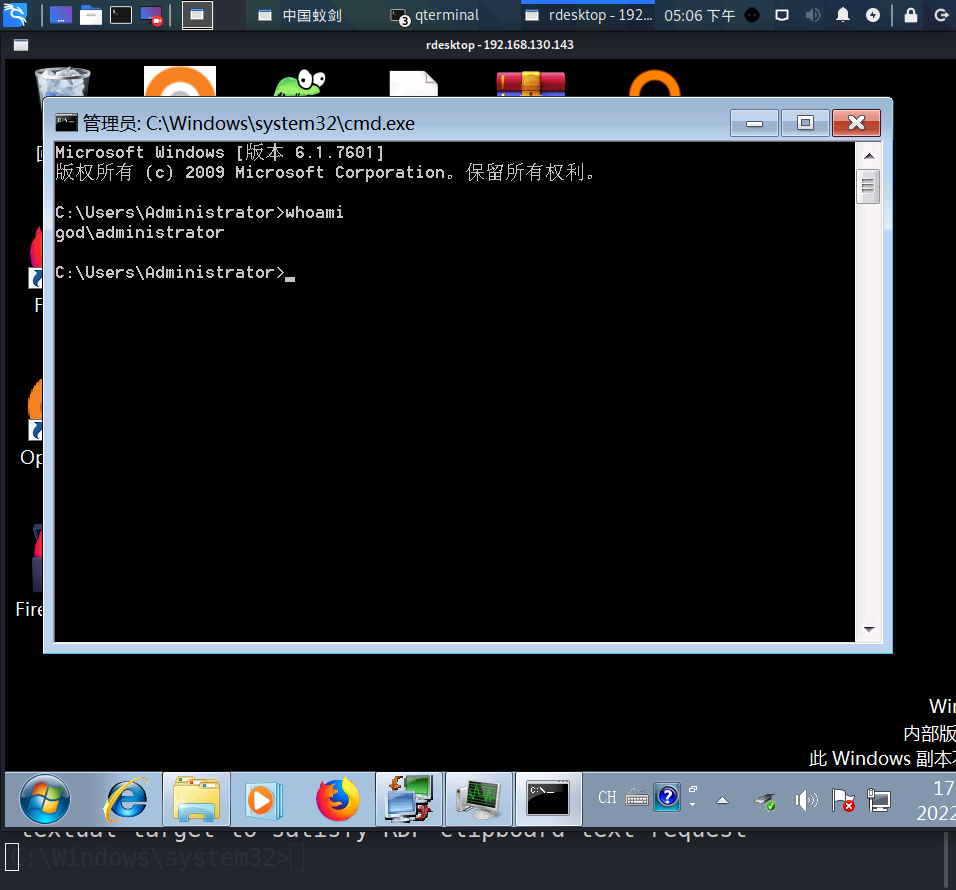 中国蚁剑
3 qterminal
rdesktop - 192...
05:06 下午
rdesktop - 192.168.130.143
管理员: C:\Windows\system32\cmd.exe
Microsoft Windows [版本 6.1.7601]
版权所有 (c) 2009 Microsoft Corporation。保留所有权利。
C:\Users\Administrator>whoami
god\administrator
C:\Users\Administrator>_
F
Op
Fire
Win
内部版
此 Windows 副本不
C:\_
CH
17
2022
textual target to satisfy RDP clipboard text request
C:\Windows\system32>